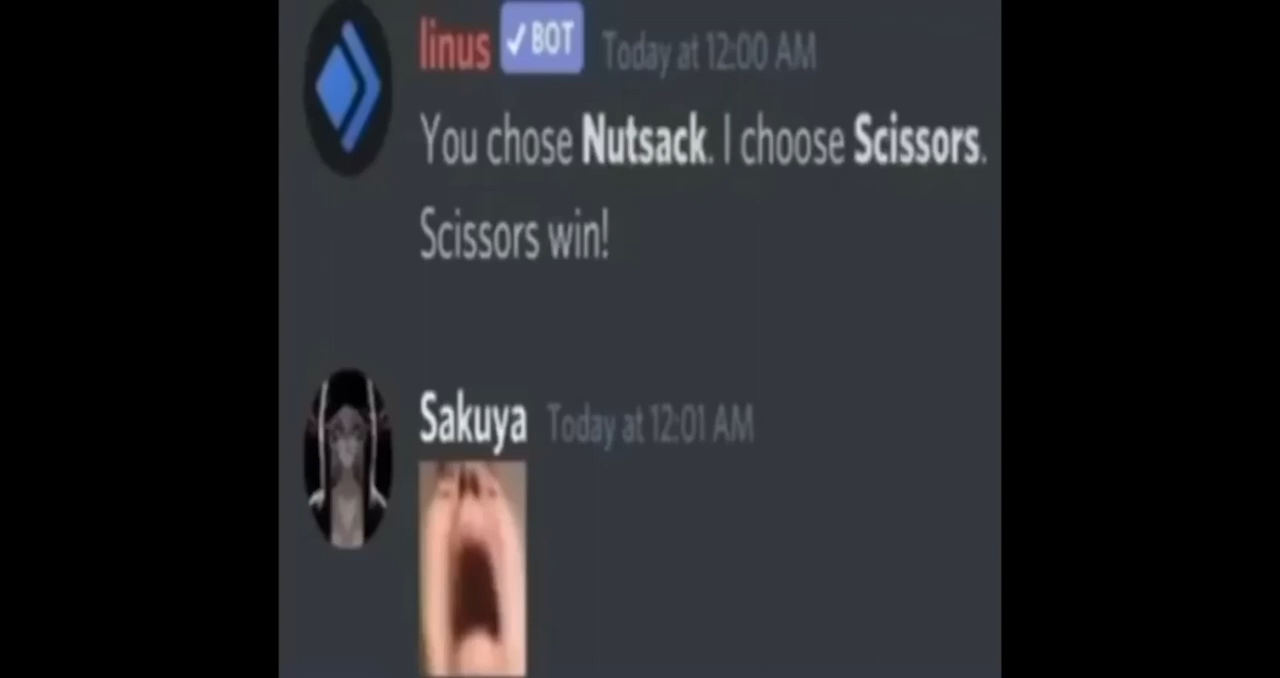 linus ✓ BOT Today at 12:00 AM
You chose Nutsack. I choose Scissors.
Scissors win!
Sakuya Today at 12:01 AM